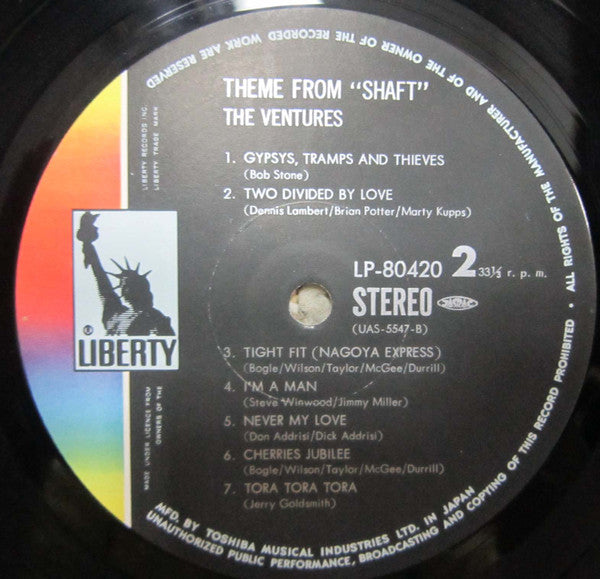 THEME FROM "SHAFT"
THE VENTURES
1. GYPSYS, TRAMPS AND THIEVES
(Bob Stone)
2. TWO DIVIDED BY LOVE
(Dennis Lambert/Brian Potter/Marty Kupps)
LP-80420 2 33⅓ r. p. m.
STEREO JASRAC
(UAS-5547-B)
3. TIGHT FIT (NAGOYA EXPRESS)
(Bogle/Wilson/Taylor/McGee/Durrill)
4. I'M A MAN
(Steve Winwood/Jimmy Miller)
5. NEVER MY LOVE
(Don Addrisi/Dick Addrisi)
6. CHERRIES JUBILEE
(Bogle/Wilson/Taylor/McGee/Durrill)
7. TORA TORA TORA
(Jerry Goldsmith)
LIBERTY RECORDS INC.
LIBERTY TRADE MARK
® LIBERTY
MADE UNDER LICENCE FROM
OWNERS OF THE
MFD. BY TOSHIBA MUSICAL INDUSTRIES LTD. IN JAPAN
· ALL RIGHTS OF THE MANUFACTURER AND OF THE OWNER OF THE RECORDED WORK ARE RESERVED
UNAUTHORIZED PUBLIC PERFORMANCE, BROADCASTING AND COPYING OF THIS RECORD PROHIBITED